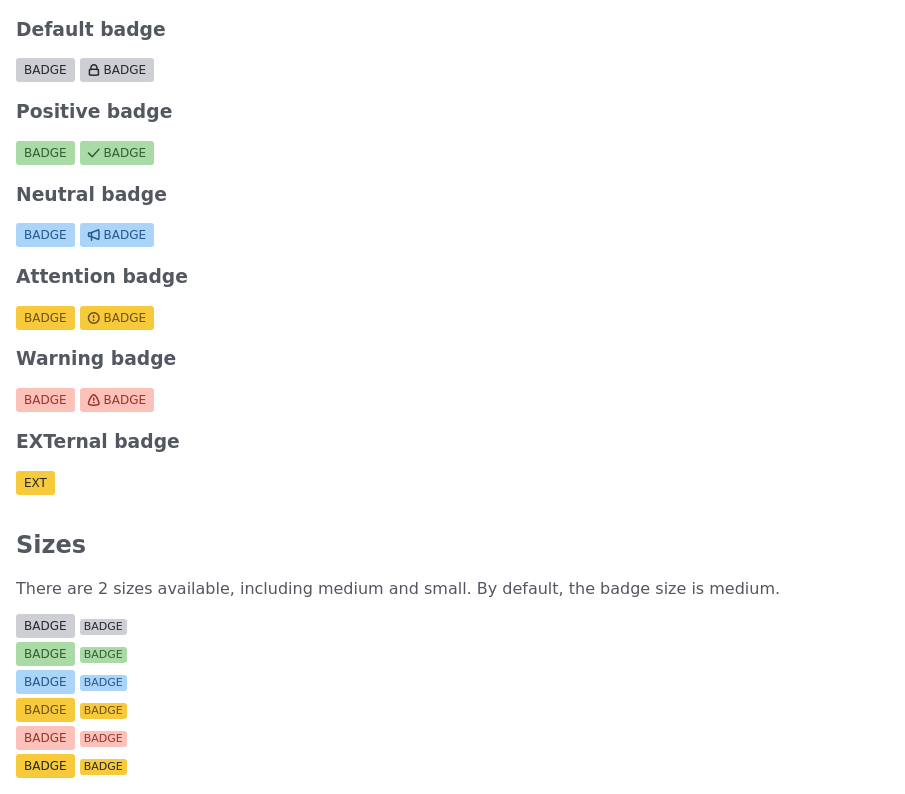 Default badge
BADGE BADGE
Positive badge
BADGE BADGE
Neutral badge
BADGE BADGE
Attention badge
BADGE BADGE
Warning badge
BADGE BADGE
EXTernal badge
EXT
Sizes
There are 2 sizes available, including medium and small. By default, the badge size is medium.
BADGE BADGE
BADGE BADGE
BADGE BADGE
BADGE BADGE
BADGE BADGE
BADGE BADGE